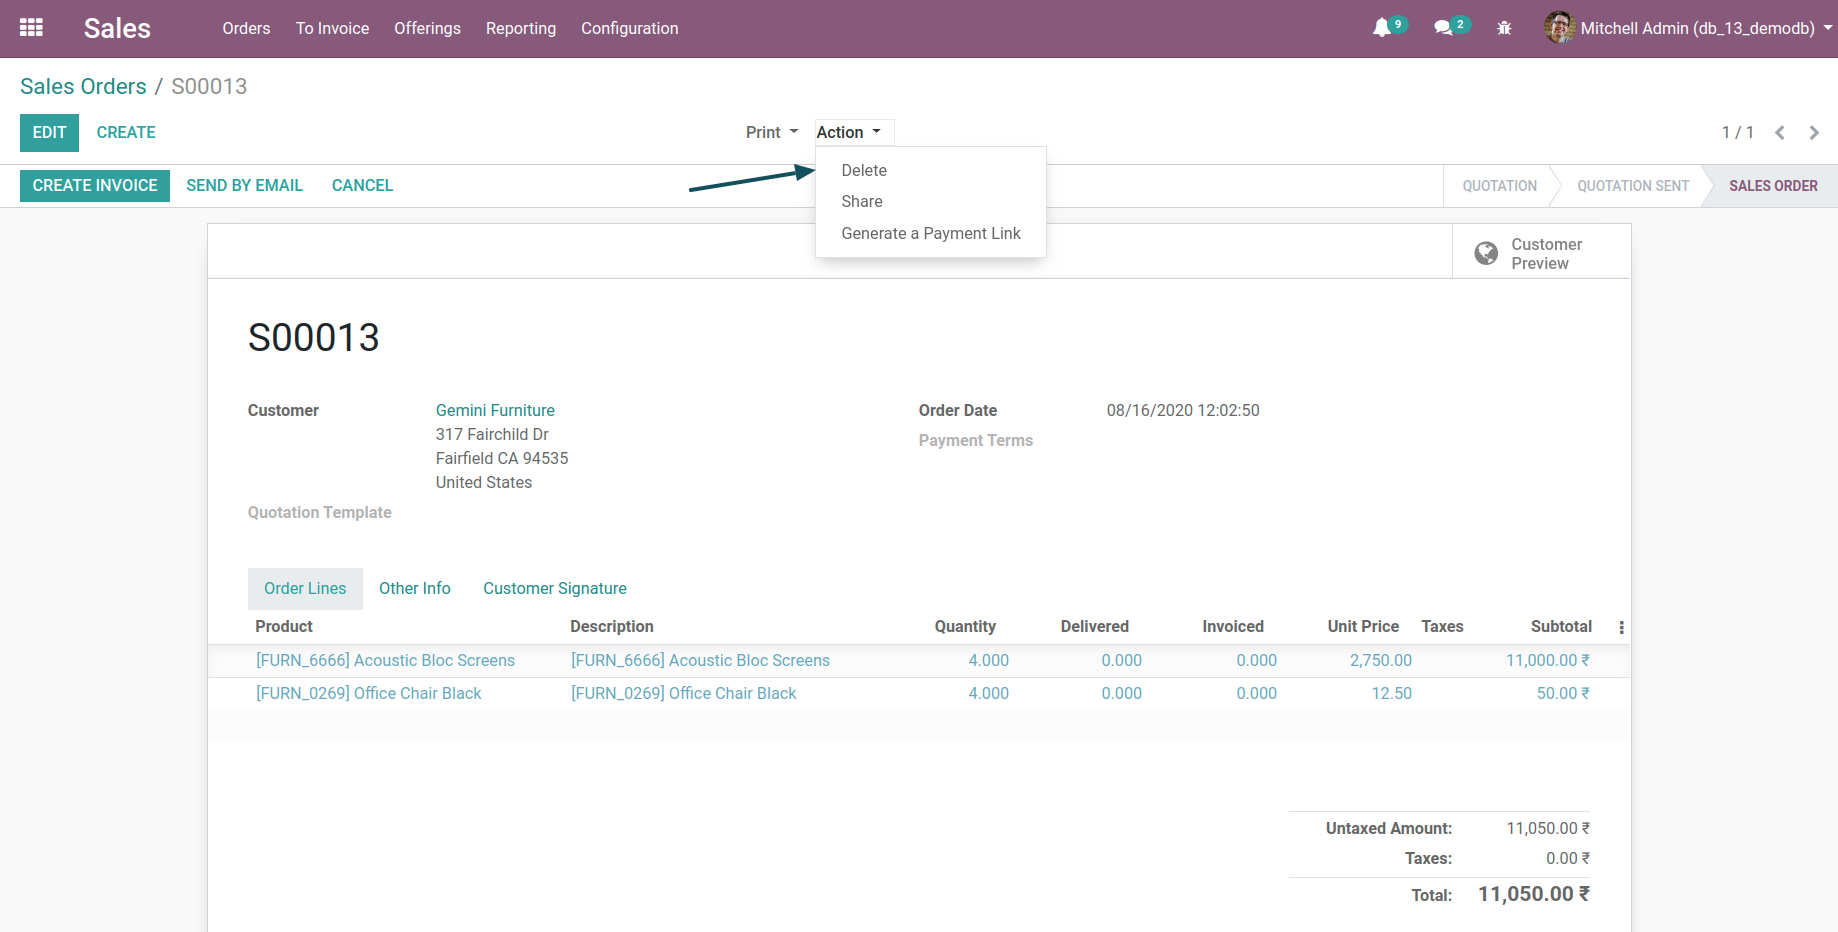 Sales Orders To Invoice Offerings Reporting Configuration 9 2 Mitchell Admin (db_13_demodb)
Sales Orders / S00013
EDIT CREATE Print Action 1 / 1
Delete
Share
Generate a Payment Link
CREATE INVOICE SEND BY EMAIL CANCEL QUOTATION QUOTATION SENT SALES ORDER
Customer
Preview
S00013
Customer Gemini Furniture Order Date 08/16/2020 12:02:50
317 Fairchild Dr
Payment Terms
Fairfield CA 94535
United States
Quotation Template
Order Lines Other Info Customer Signature
Product Description Quantity Delivered Invoiced Unit Price Taxes Subtotal
[FURN_6666] Acoustic Bloc Screens [FURN_6666] Acoustic Bloc Screens 4.000 0.000 0.000 2,750.00 11,000.00 ₹
[FURN_0269] Office Chair Black [FURN_0269] Office Chair Black 4.000 0.000 0.000 12.50 50.00 ₹
Untaxed Amount: 11,050.00 ₹
Taxes: 0.00 ₹
Total: 11,050.00 ₹